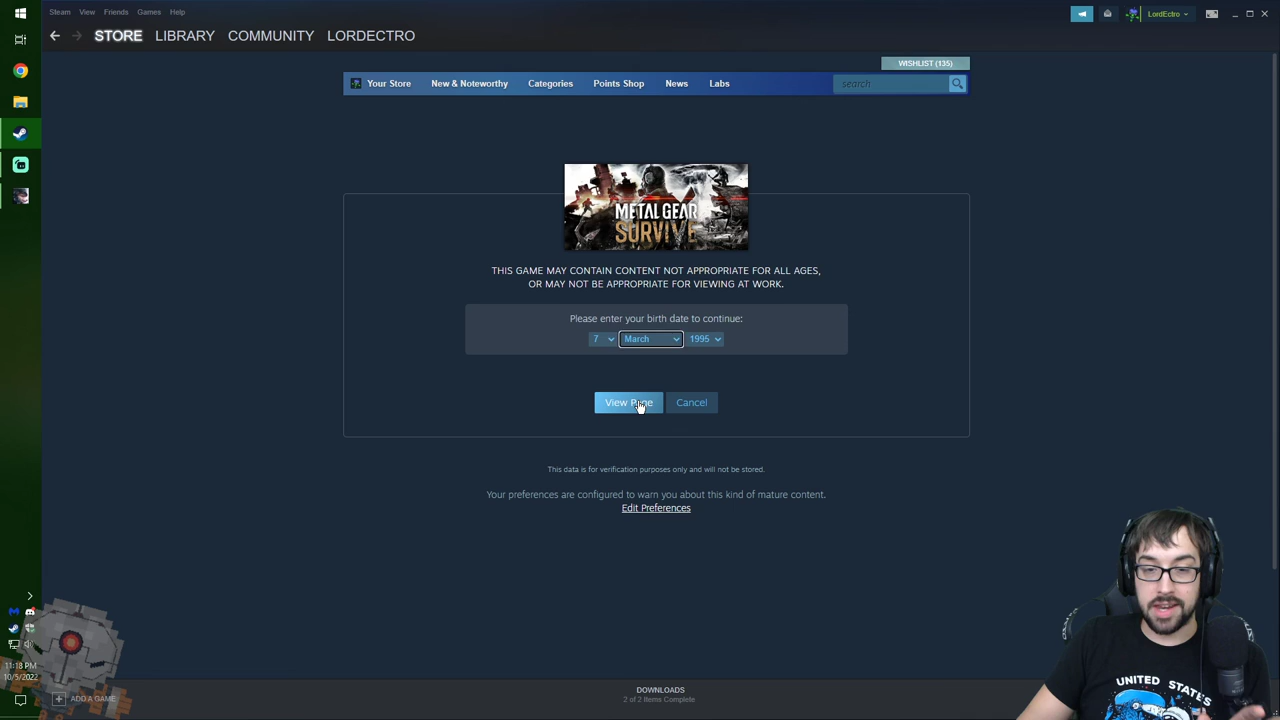 Steam View Friends Games Help
LordEctro
STORE LIBRARY COMMUNITY LORDECTRO
WISHLIST (135)
Your Store New & Noteworthy Categories Points Shop News Labs search
METAL GEAR
SURVIVE
THIS GAME MAY CONTAIN CONTENT NOT APPROPRIATE FOR ALL AGES,
OR MAY NOT BE APPROPRIATE FOR VIEWING AT WORK.
Please enter your birth date to continue:
7 March 1995
View Page Cancel
This data is for verification purposes only and will not be stored.
Your preferences are configured to warn you about this kind of mature content.
Edit Preferences
11:18 PM
10/5/2022
ADD A GAME
DOWNLOADS
2 of 2 Items Complete
UNITED STATES